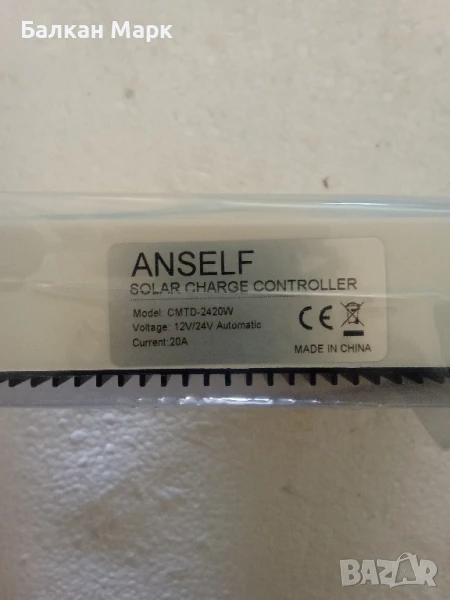 Балкан Марк
ANSELF
SOLAR CHARGE CONTROLLER
Model: CMTD-2420W
Voltage: 12V/24V Automatic
Current:20A
CE
MADE IN CHINA
BAZAR